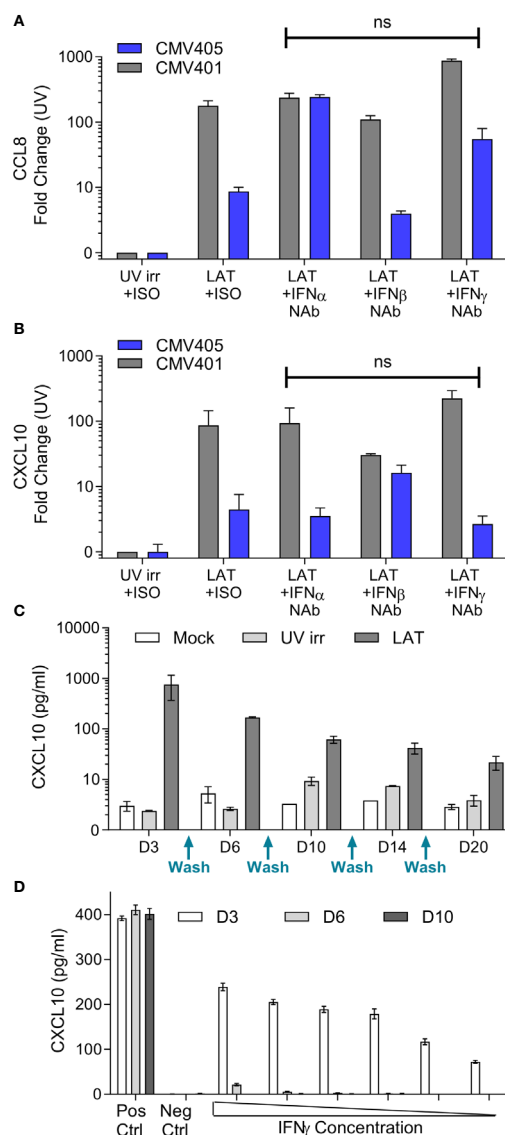 A
ns
CMV405
CMV401
CCL8
Fold Change (UV)
1000
100
10
0
UV irr
+ISO
LAT
+ISO
LAT
+IFNα
NAb
LAT
+IFNβ
NAb
LAT
+IFNγ
NAb
B
CMV405
CMV401
ns
CXCL10
Fold Change (UV)
1000
100
10
0
UV irr
+ISO
LAT
+ISO
LAT
+IFNα
NAb
LAT
+IFNβ
NAb
LAT
+IFNγ
NAb
C
Mock UV irr LAT
CXCL10 (pg/ml)
10000
1000
100
10
0
D3 D6 D10 D14 D20
Wash Wash Wash Wash
D
D3 D6 D10
CXCL10 (pg/ml)
400
300
200
100
0
Pos
Ctrl
Neg
Ctrl
IFNγ Concentration